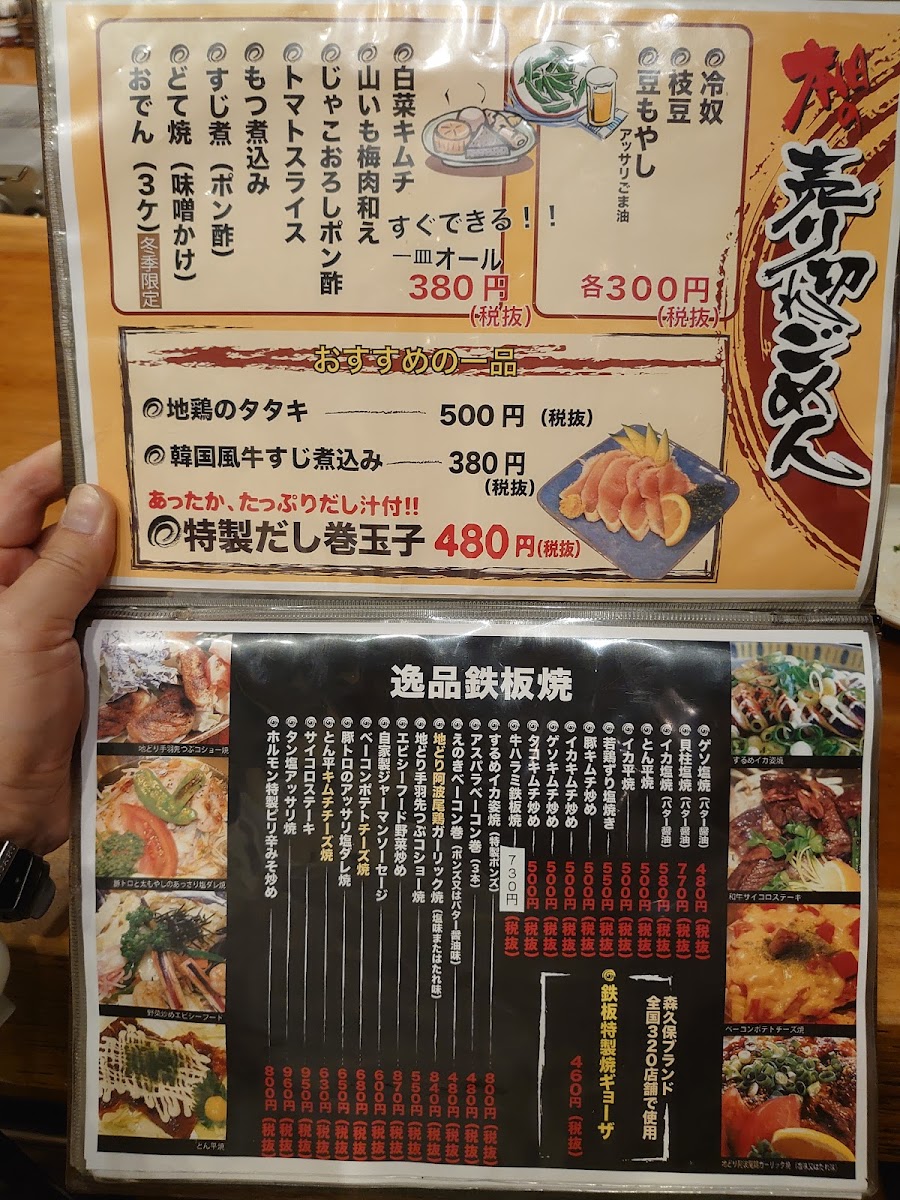 本日の
売り切れごめん
冷奴
枝豆
豆もやし
アッサリごま油
各300円
(税抜)
白菜キムチ
山いも梅肉和え
じゃこおろしポン酢
トマトスライス
もつ煮込み
すじ煮（ポン酢）
どて焼（味噌かけ）
おでん（3ケ）冬季限定
すぐできる！！
一皿オール
380円
(税抜)
おすすめの一品
地鶏のタタキ 500円（税抜）
韓国風牛すじ煮込み 380円
(税抜)
あったか、たっぷりだし汁付!!
特製だし巻玉子 480円(税抜)
逸品鉄板焼
ゲソ塩焼（バター醤油） 480円（税抜）
貝柱塩焼（バター醤油） 770円（税抜）
イカ塩焼（バター醤油） 580円（税抜）
とん平焼 500円（税抜）
イカ平焼 500円（税抜）
若鶏ずり塩焼き 550円（税抜）
豚キムチ炒め 500円（税抜）
イカキムチ炒め 500円（税抜）
ゲソキムチ炒め 500円（税抜）
タコキムチ炒め 500円（税抜）
牛ハラミ鉄板焼 730円
するめイカ姿焼（特製ポンズ） 800円（税抜）
アスパラベーコン巻（3本） 480円（税抜）
えのきベーコン巻（ポンズ又はバター醤油味） 480円（税抜）
地どり阿波尾鶏ガーリック焼（塩味またはたれ味） 840円（税抜）
地どり手羽先つぶコショー焼 550円（税抜）
エビシーフード野菜炒め 870円（税抜）
自家製ジャーマンソーセージ 600円（税抜）
ベーコンポテトチーズ焼 680円（税抜）
豚トロのアッサリ塩ダレ焼 650円（税抜）
とん平キムチチーズ焼 630円（税抜）
サイコロステーキ 950円（税抜）
タン塩アッサリ焼 960円（税抜）
ホルモン特製ピリ辛みそ炒め 800円（税抜）
森久保ブランド
全国320店舗で使用
鉄板特製焼ギョーザ 460円（税抜）
地どり手羽先つぶコショー焼
豚トロと太もやしのあっさり塩ダレ焼
野菜炒めエビシーフード
とん平焼
するめイカ姿焼
和牛サイコロステーキ
ベーコンポテトチーズ焼